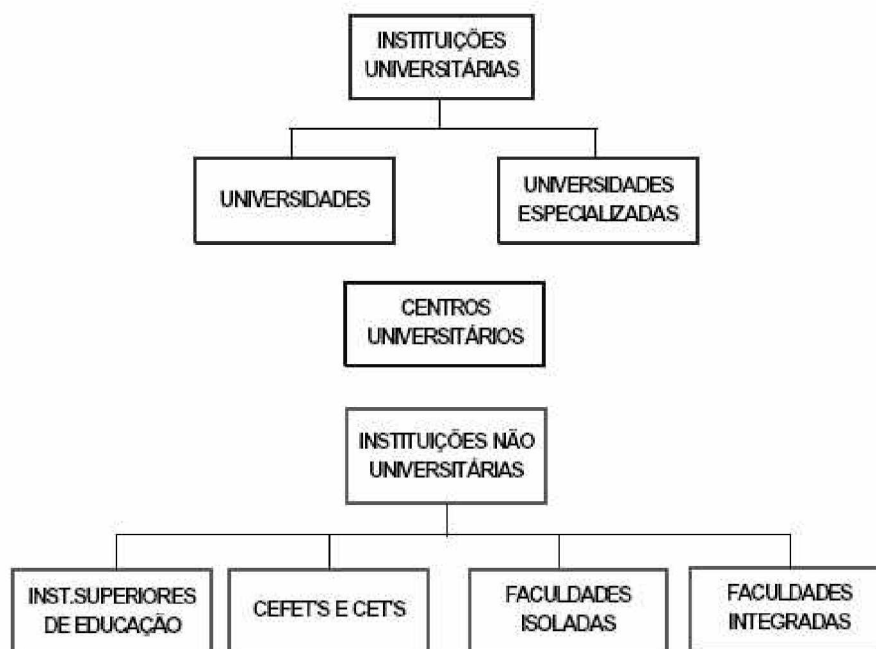 INSTITUIÇÕES
UNIVERSITÁRIAS
UNIVERSIDADES
UNIVERSIDADES
ESPECIALIZADAS
CENTROS
UNIVERSITÁRIOS
INSTITUIÇÕES NÃO
UNIVERSITÁRIAS
INST.SUPERIORES
DE EDUCAÇÃO
CEFET'S E CET'S
FACULDADES
ISOLADAS
FACULDADES
INTEGRADAS